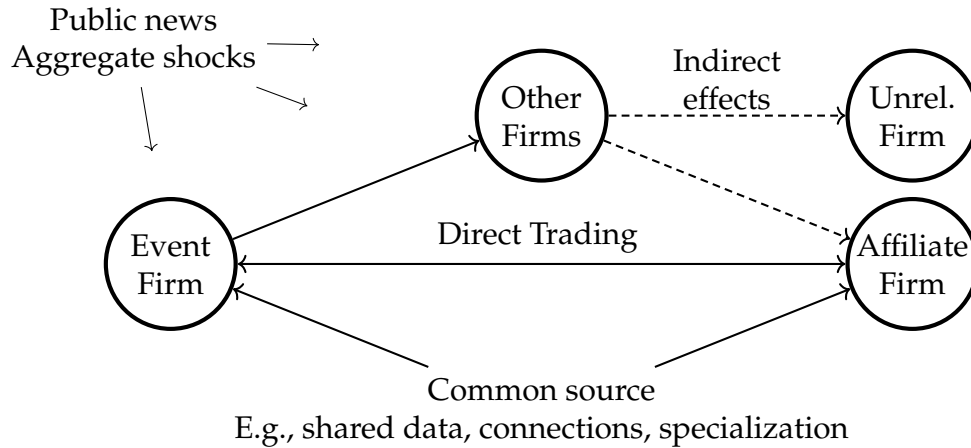 Public news
Aggregate shocks
Indirect
effects
Other
Firms
Unrel.
Firm
Event
Firm
Direct Trading
Affiliate
Firm
Common source
E.g., shared data, connections, specialization